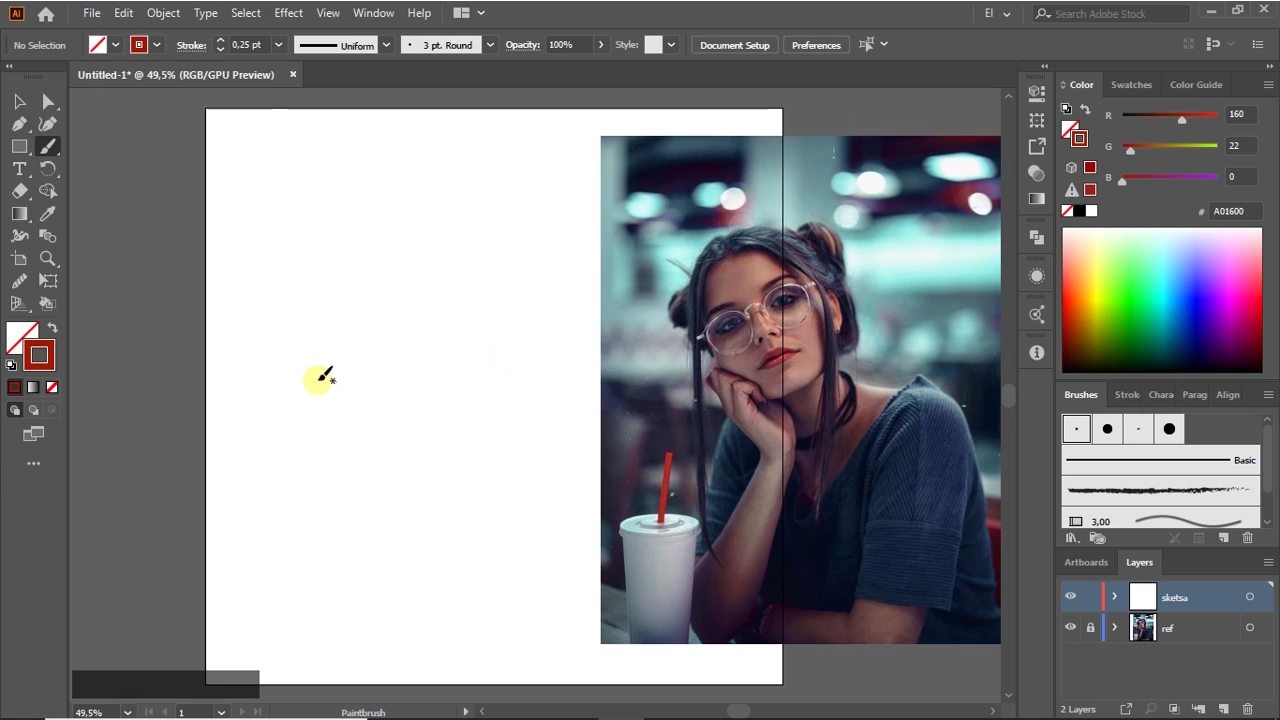 Ai File Edit Object Type Select Effect View Window Help El Search Adobe Stock
No Selection Stroke: 0,25 pt Uniform 3 pt. Round Opacity: 100% Style: Document Setup Preferences
Untitled-1* @ 49,5% (RGB/GPU Preview)
Color Swatches Color Guide
R 160
G 22
B 0
# A01600
Brushes Strok Chara Parag Align
Basic
3,00
Artboards Layers
sketsa
ref
2 Layers
49,5% 1 Paintbrush